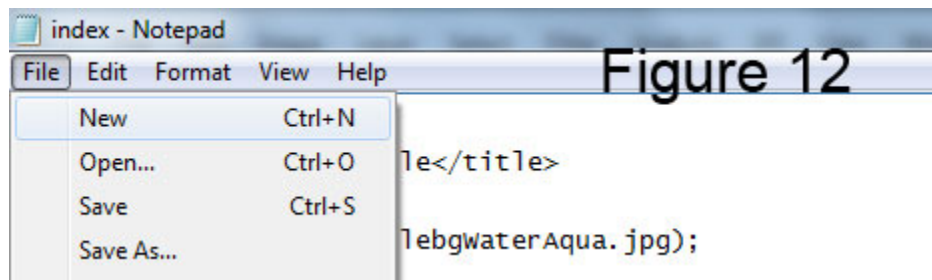 index - Notepad
File Edit Format View Help
Figure 12
New Ctrl+N
Open... Ctrl+O
le</title>
Save Ctrl+S
Save As...
lebgWaterAqua.jpg);